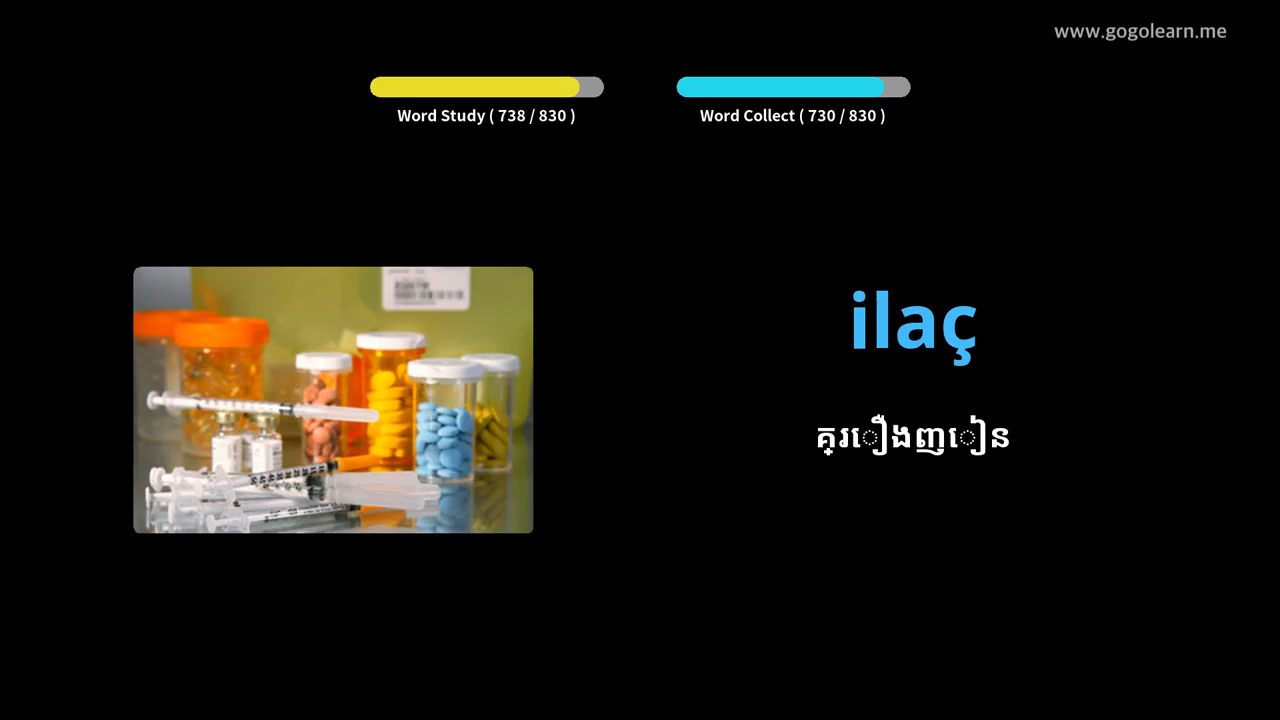 www.gogolearn.me
Word Study ( 738 / 830 )
Word Collect ( 730 / 830 )
ilaç
គ្រឿងញៀន